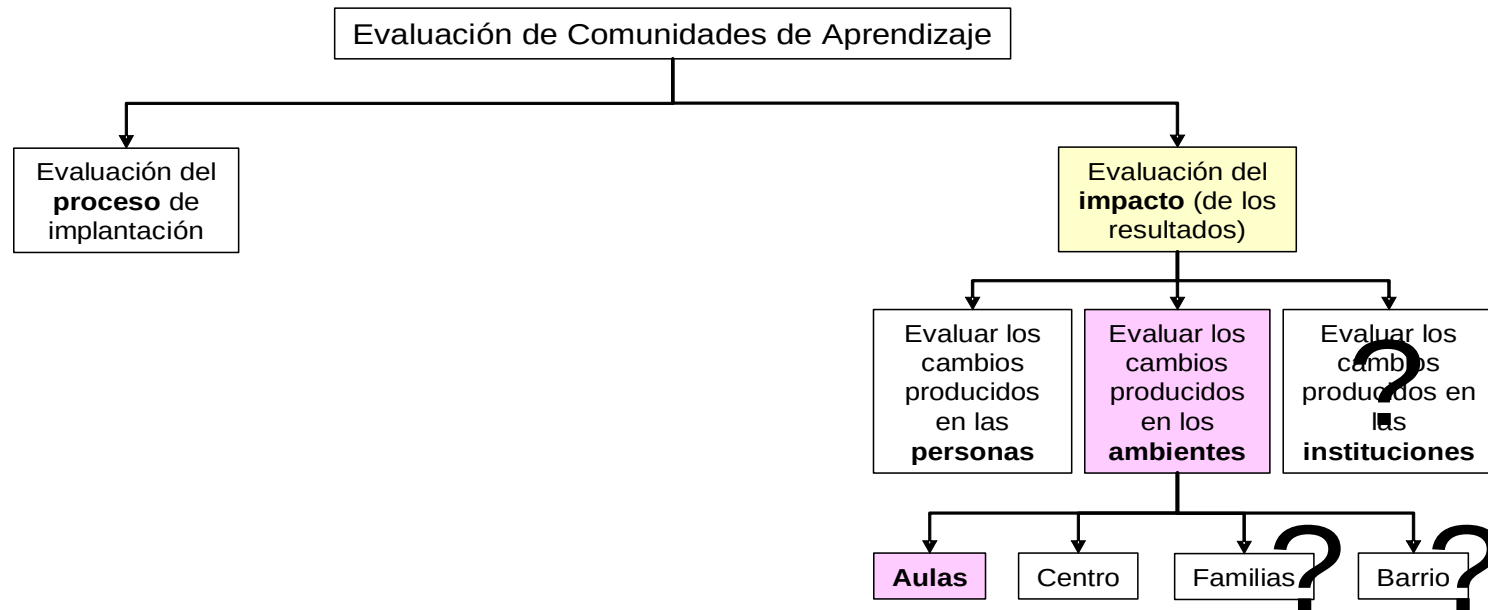 Evaluación de Comunidades de Aprendizaje
Evaluación del
proceso de
implantación
Evaluación del
impacto (de los
resultados)
Evaluar los
cambios
producidos
en las
personas
Evaluar los
cambios
producidos
en los
ambientes
Evaluar los
cambios
producidos en
las
instituciones
?
Aulas
Centro
Familias
?
Barrio
?